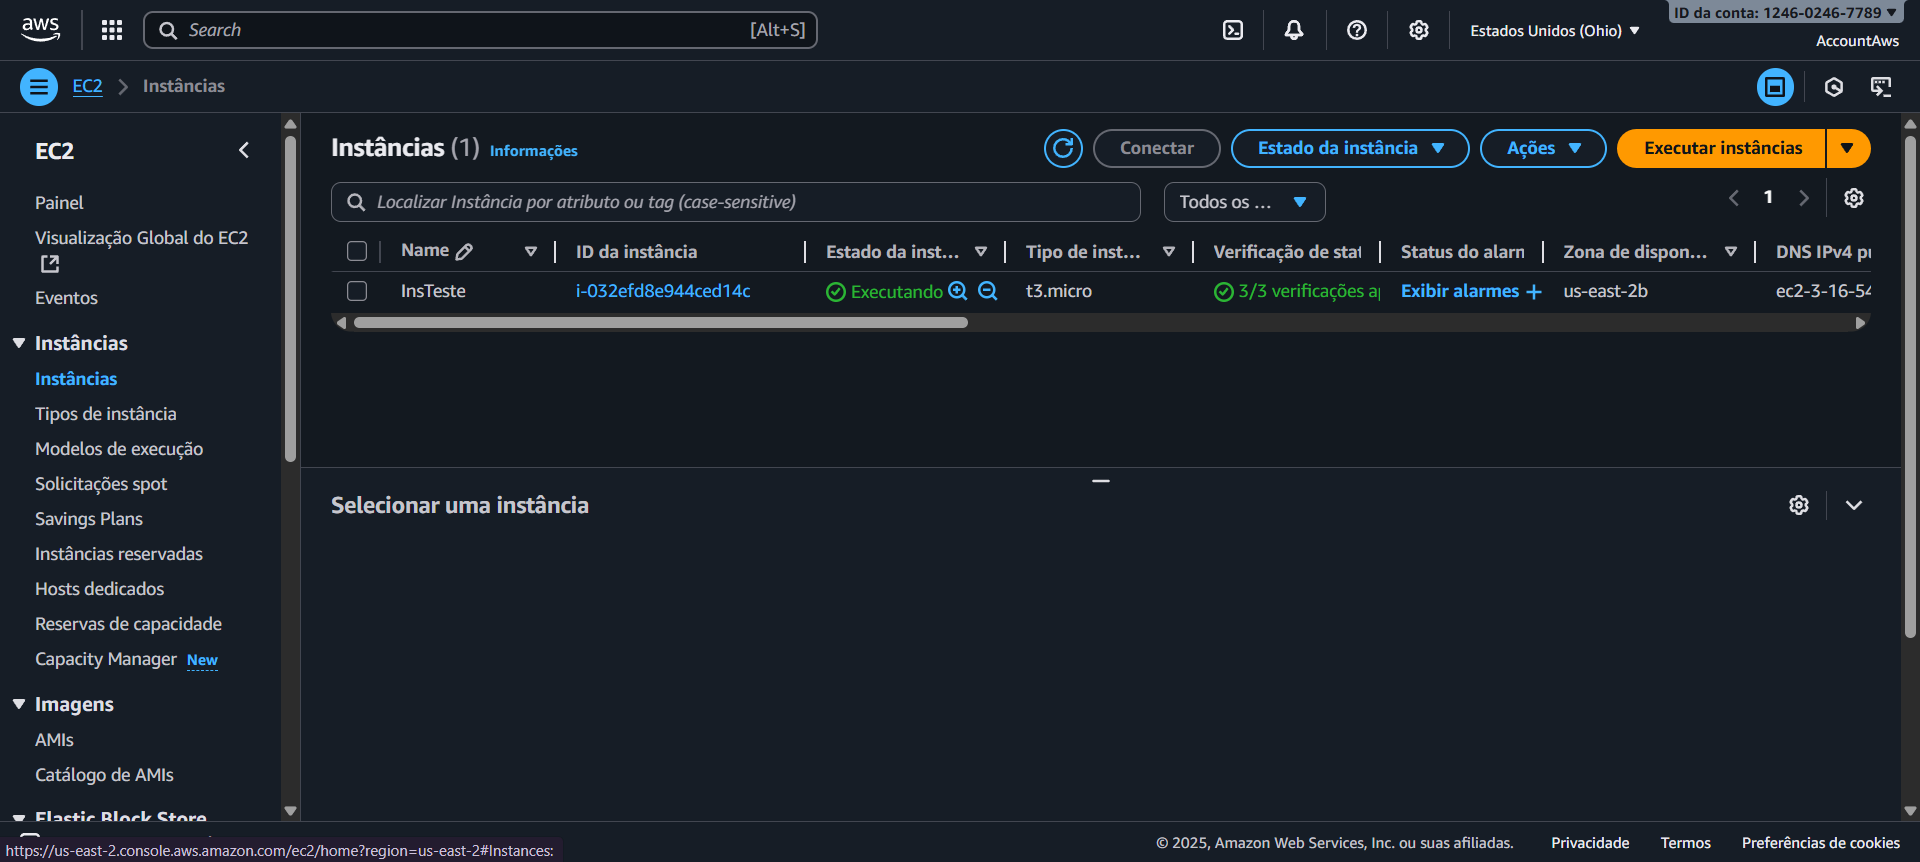 aws
Search
[Alt+S]
Estados Unidos (Ohio)
ID da conta: 1246-0246-7789
AccountAws
EC2
Instâncias
EC2
Painel
Visualização Global do EC2
Eventos
Instâncias
Instâncias
Tipos de instância
Modelos de execução
Solicitações spot
Savings Plans
Instâncias reservadas
Hosts dedicados
Reservas de capacidade
Capacity Manager New
Imagens
AMIs
Catálogo de AMIs
Elastic Block Store
Instâncias (1) Informações
Conectar
Estado da instância
Ações
Executar instâncias
Localizar Instância por atributo ou tag (case-sensitive)
Todos os ...
1
Name
ID da instância
Estado da inst...
Tipo de inst...
Verificação de stat
Status do alarn
Zona de dispon...
DNS IPv4 pu
InsTeste
i-032efd8e944ced14c
Executando
t3.micro
3/3 verificações a
Exibir alarmes +
us-east-2b
ec2-3-16-54
Selecionar uma instância
https://us-east-2.console.aws.amazon.com/ec2/home?region=us-east-2#Instances:
© 2025, Amazon Web Services, Inc. ou suas afiliadas.
Privacidade
Termos
Preferências de cookies